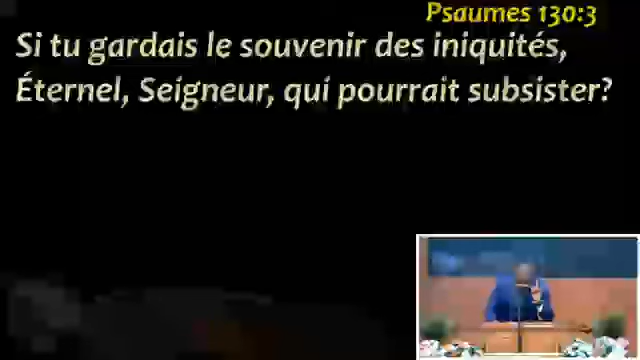 Psaumes 130:3
Si tu gardais le souvenir des iniquités,
Éternel, Seigneur, qui pourrait subsister?